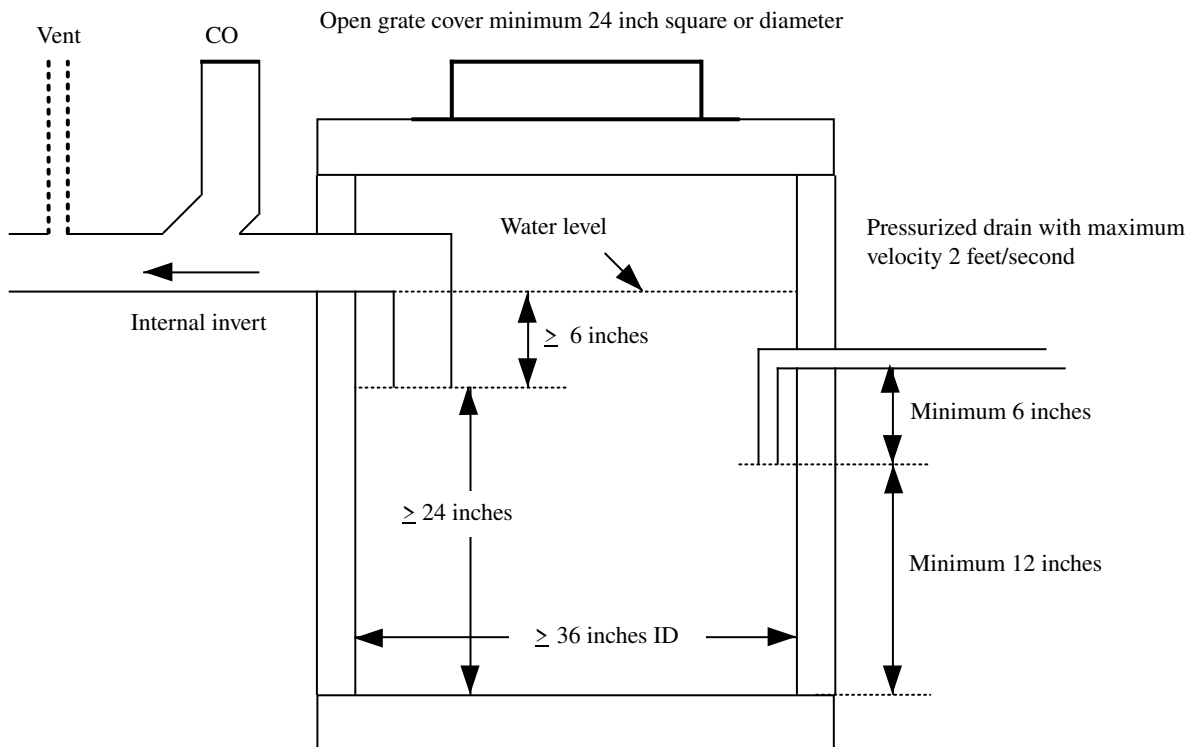 Open grate cover minimum 24 inch square or diameter
Vent
CO
Water level
Pressurized drain with maximum
velocity 2 feet/second
Internal invert
≥ 6 inches
Minimum 6 inches
≥ 24 inches
Minimum 12 inches
≥ 36 inches ID